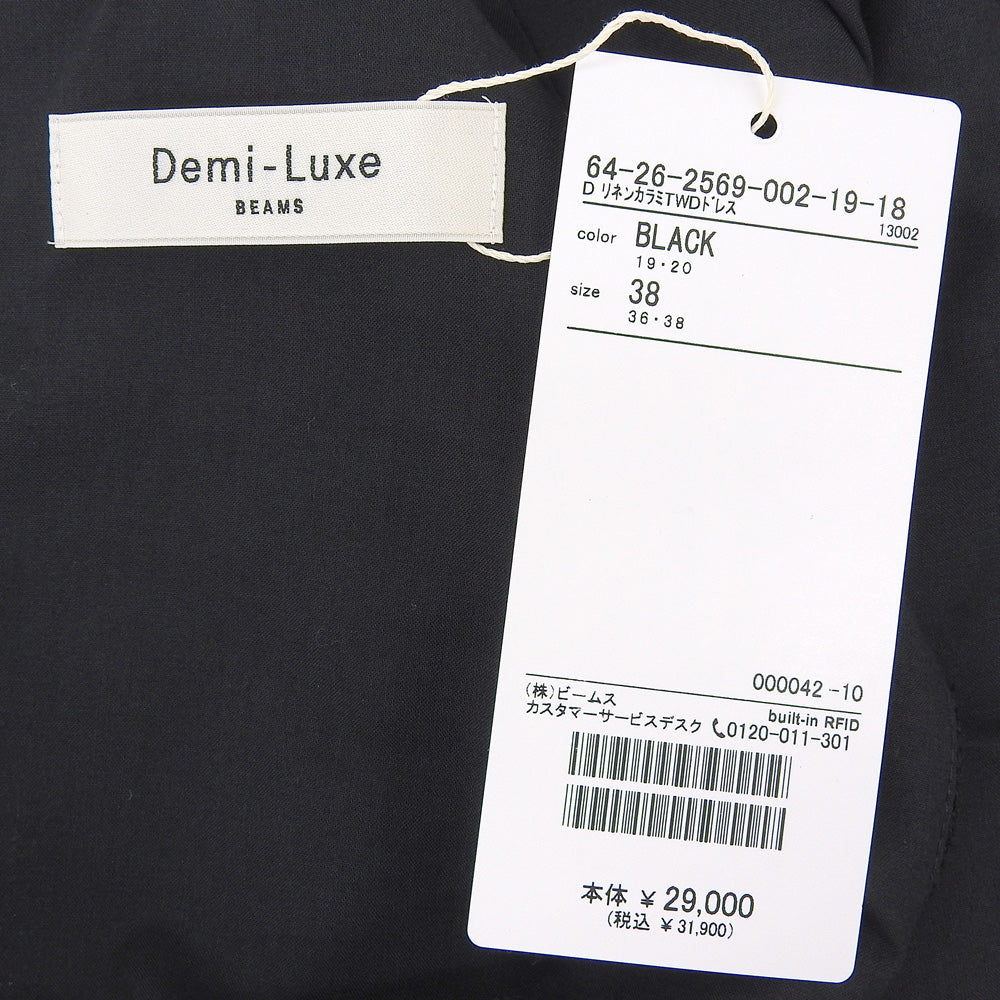 Demi-Luxe
BEAMS
64-26-2569-002-19-18
D リネンカラミTWDドレス
13002
color BLACK
19・20
size 38
36・38
000042 -10
(株)ビームス
built-in RFID
カスタマーサービスデスク 0120-011-301
本体 ¥ 29,000
(税込 ¥ 31,900)